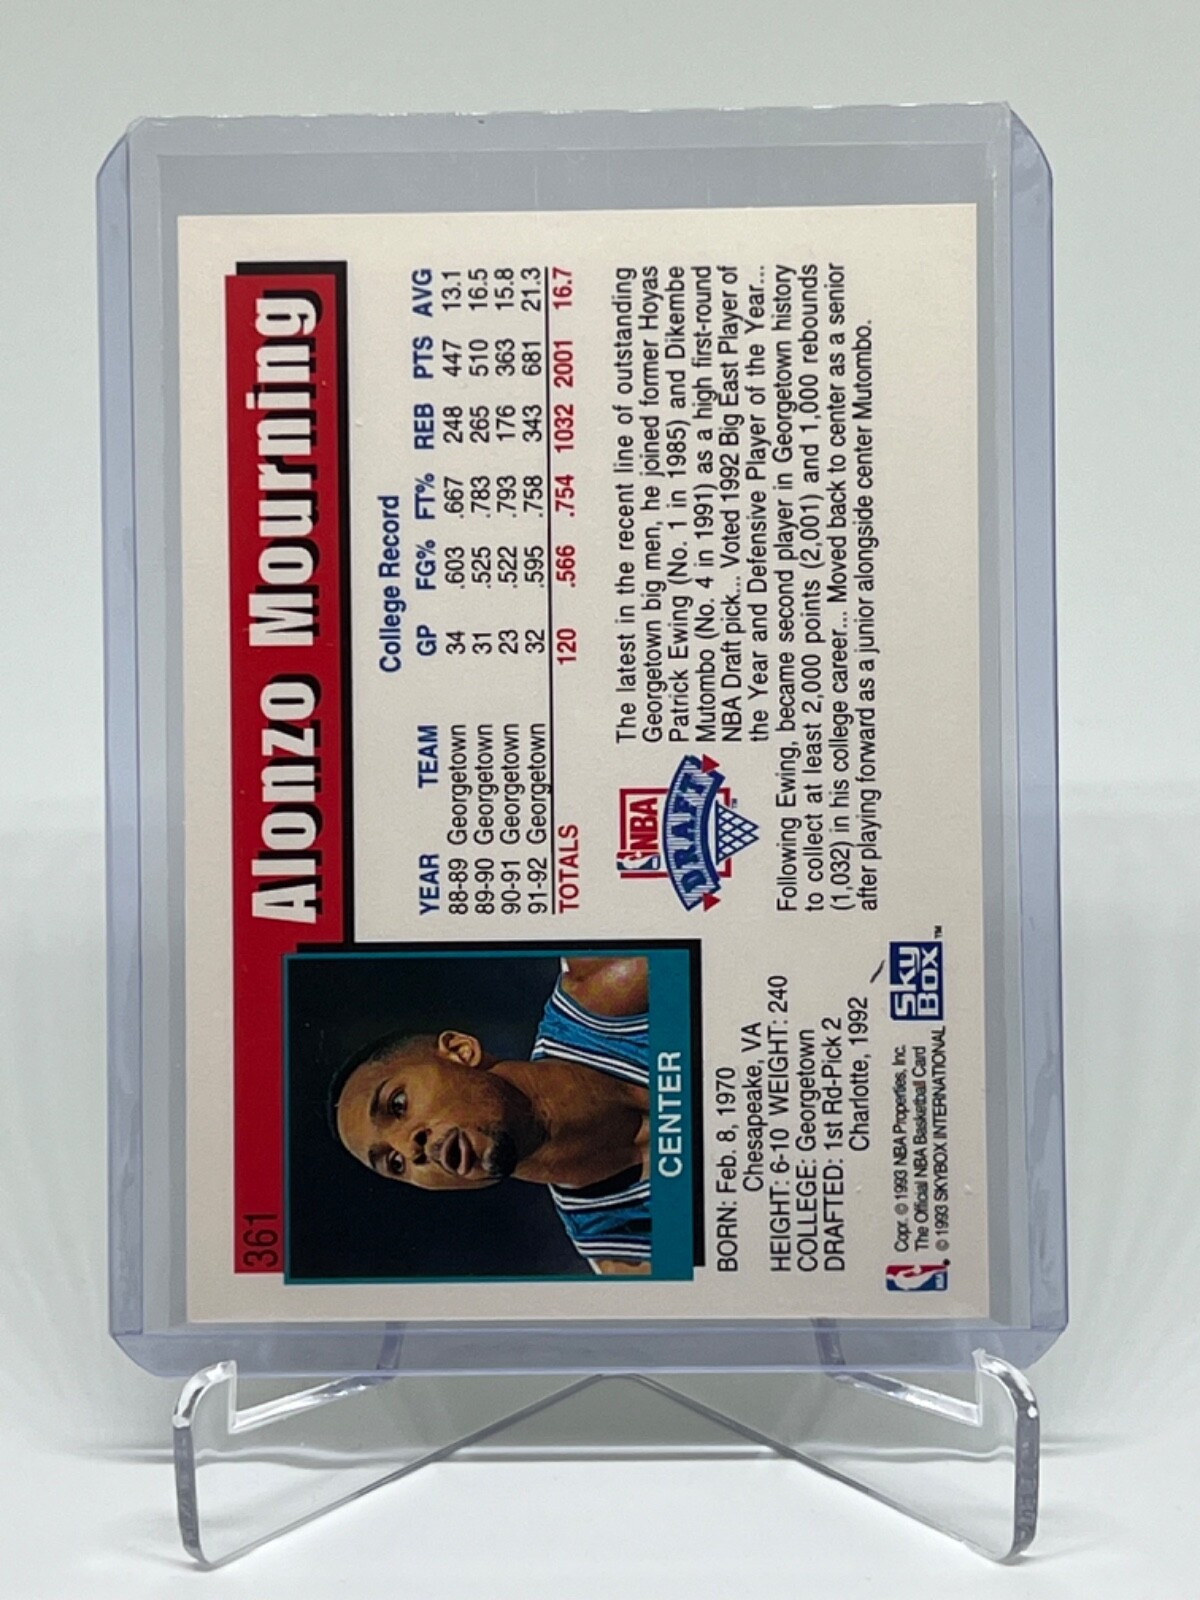 361
Alonzo Mourning
CENTER
BORN: Feb. 8, 1970
Chesapeake, VA
HEIGHT: 6-10 WEIGHT: 240
COLLEGE: Georgetown
DRAFTED: 1st Rd-Pick 2
Charlotte, 1992
College Record
YEAR TEAM GP FG% FT% REB PTS AVG
88-89 Georgetown 34 .603 .667 248 447 13.1
89-90 Georgetown 31 .525 .783 265 510 16.5
90-91 Georgetown 23 .522 .793 176 363 15.8
91-92 Georgetown 32 .595 .758 343 681 21.3
TOTALS 120 .566 .754 1032 2001 16.7
NBA
DRAFT
TM
The latest in the recent line of outstanding
Georgetown big men, he joined former Hoyas
Patrick Ewing (No. 1 in 1985) and Dikembe
Mutombo (No. 4 in 1991) as a high first-round
NBA Draft pick... Voted 1992 Big East Player of
the Year and Defensive Player of the Year...
Following Ewing, became second player in Georgetown history
to collect at least 2,000 points (2,001) and 1,000 rebounds
(1,032) in his college career... Moved back to center as a senior
after playing forward as a junior alongside center Mutombo.
NBA
Copr. © 1993 NBA Properties, Inc.
The Official NBA Basketball Card
© 1993 SKYBOX INTERNATIONAL
Sky
Box™